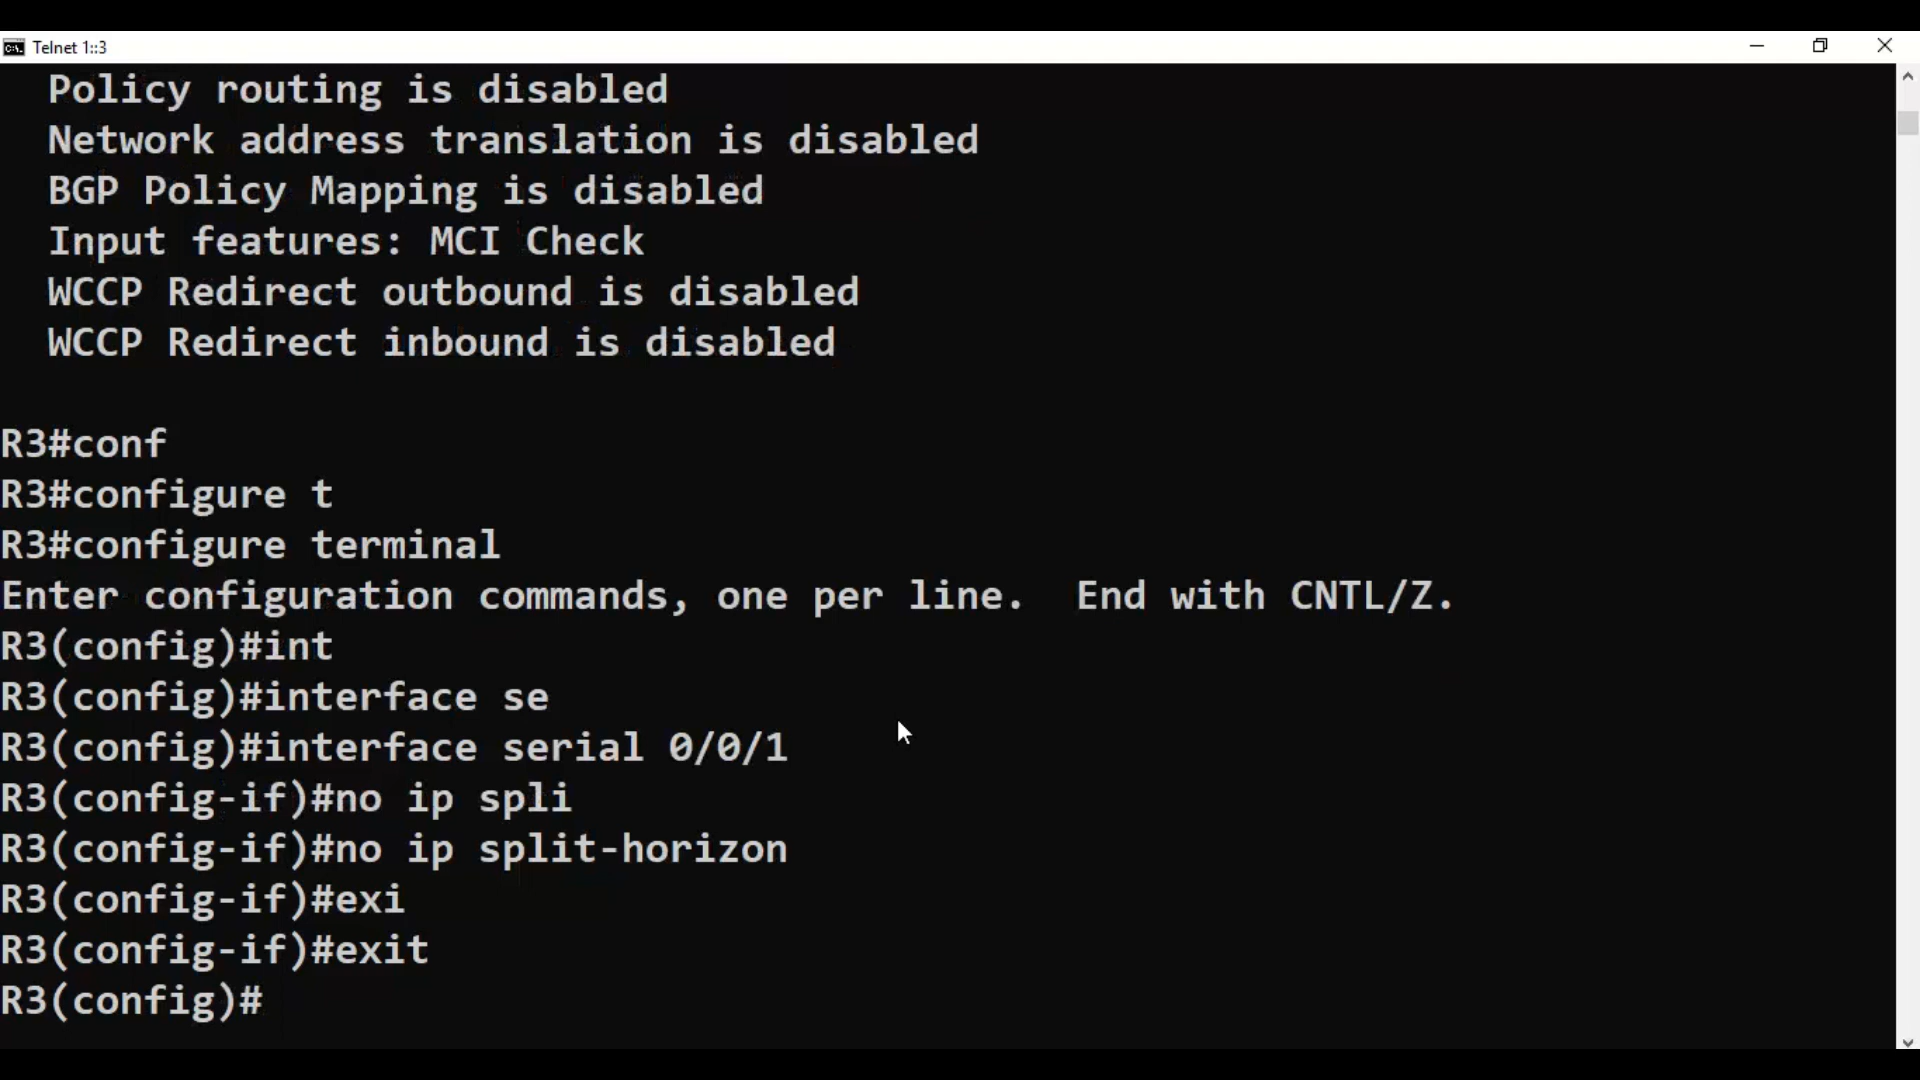 Telnet 1::3
Policy routing is disabled
Network address translation is disabled
BGP Policy Mapping is disabled
Input features: MCI Check
WCCP Redirect outbound is disabled
WCCP Redirect inbound is disabled
R3#conf
R3#configure t
R3#configure terminal
Enter configuration commands, one per line.  End with CNTL/Z.
R3(config)#int
R3(config)#interface se
R3(config)#interface serial 0/0/1
R3(config-if)#no ip spli
R3(config-if)#no ip split-horizon
R3(config-if)#exi
R3(config-if)#exit
R3(config)#